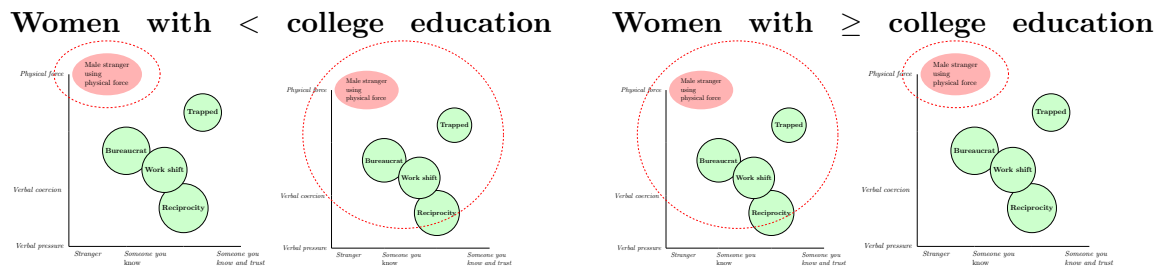 Women with < college education
Women with ≥ college education
Physical force
Male stranger
using
physical force
Trapped
Bureaucrat
Work shift
Verbal coercion
Reciprocity
Verbal pressure
Stranger
Someone you
know
Someone you
know and trust
Physical force
Male stranger
using
physical force
Trapped
Bureaucrat
Work shift
Verbal coercion
Reciprocity
Verbal pressure
Stranger
Someone you
know
Someone you
know and trust
Physical force
Male stranger
using
physical force
Trapped
Bureaucrat
Work shift
Verbal coercion
Reciprocity
Verbal pressure
Stranger
Someone you
know
Someone you
know and trust
Physical force
Male stranger
using
physical force
Trapped
Bureaucrat
Work shift
Verbal coercion
Reciprocity
Verbal pressure
Stranger
Someone you
know
Someone you
know and trust